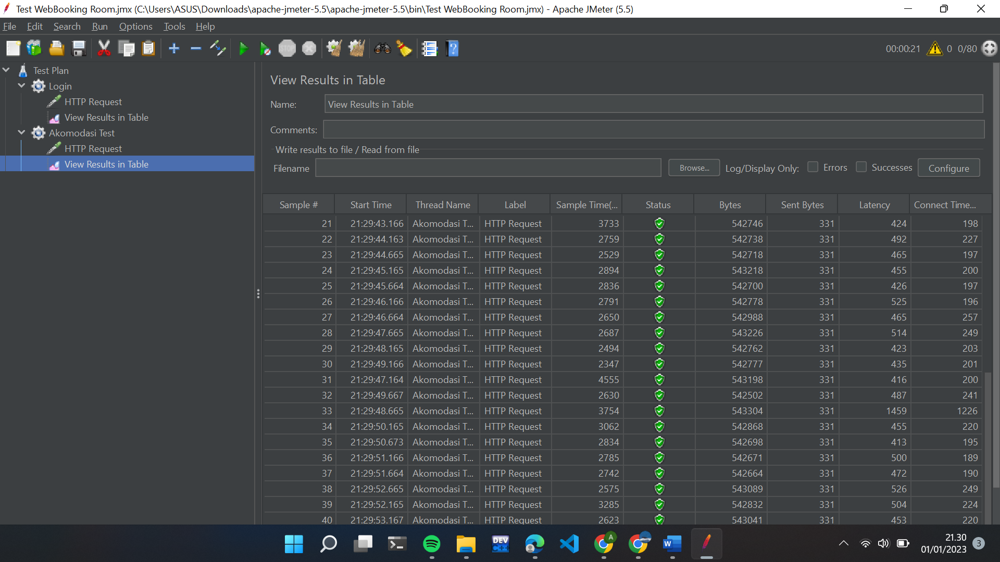 Test WebBooking Room.jmx (C:\Users\ASUS\Downloads\apache-jmeter-5.5\apache-jmeter-5.5\bin\Test WebBooking Room.jmx) - Apache JMeter (5.5)
File Edit Search Run Options Tools Help
STOP 00:00:21 0 0/80
Test Plan
Login
HTTP Request
View Results in Table
Akomodasi Test
HTTP Request
View Results in Table
View Results in Table
Name: View Results in Table
Comments:
Write results to file / Read from file
Filename Browse... Log/Display Only: Errors Successes Configure
Sample # Start Time Thread Name Label Sample Time(... Status Bytes Sent Bytes Latency Connect Time...
21 21:29:43.166 Akomodasi T... HTTP Request 3733 542746 331 424 198
22 21:29:44.163 Akomodasi T... HTTP Request 2759 542738 331 492 227
23 21:29:44.665 Akomodasi T... HTTP Request 2529 542718 331 465 197
24 21:29:45.165 Akomodasi T... HTTP Request 2894 543218 331 455 200
25 21:29:45.664 Akomodasi T... HTTP Request 2836 542700 331 426 197
26 21:29:46.166 Akomodasi T... HTTP Request 2791 542778 331 525 196
27 21:29:46.664 Akomodasi T... HTTP Request 2650 542988 331 465 257
28 21:29:47.665 Akomodasi T... HTTP Request 2687 543226 331 514 249
29 21:29:48.165 Akomodasi T... HTTP Request 2494 542762 331 423 203
30 21:29:49.166 Akomodasi T... HTTP Request 2347 542777 331 435 201
31 21:29:47.164 Akomodasi T... HTTP Request 4555 543198 331 416 200
32 21:29:49.667 Akomodasi T... HTTP Request 2630 542502 331 487 241
33 21:29:48.665 Akomodasi T... HTTP Request 3754 543304 331 1459 1226
34 21:29:50.165 Akomodasi T... HTTP Request 3062 542868 331 455 220
35 21:29:50.673 Akomodasi T... HTTP Request 2834 542698 331 413 195
36 21:29:51.166 Akomodasi T... HTTP Request 2785 542671 331 500 189
37 21:29:51.664 Akomodasi T... HTTP Request 2742 542664 331 472 190
38 21:29:52.665 Akomodasi T... HTTP Request 2575 543089 331 526 249
39 21:29:52.165 Akomodasi T... HTTP Request 3285 542832 331 504 224
40 21:29:53.167 Akomodasi T... HTTP Request 2623 543041 331 453 220
DEV C++ A W 21.30
01/01/2023 3